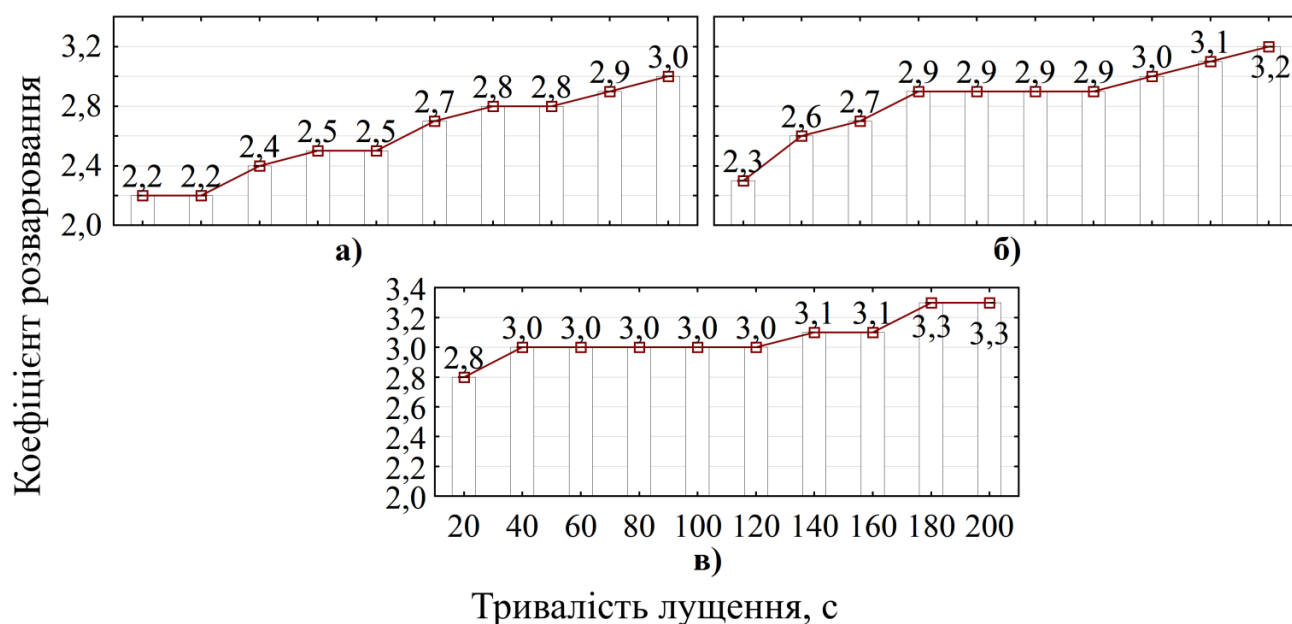 Коефіцієнт розварювання
3,2
2,8
2,4
2,0
2,2 2,2 2,4 2,5 2,5 2,7 2,8 2,8 2,9 3,0
а)
2,3 2,6 2,7 2,9 2,9 2,9 2,9 3,0 3,1 3,2
б)
3,4
3,2
3,0
2,8
2,6
2,4
2,2
2,0
2,8 3,0 3,0 3,0 3,0 3,0 3,1 3,1 3,3 3,3
20 40 60 80 100 120 140 160 180 200
в)
Тривалість лущення, с